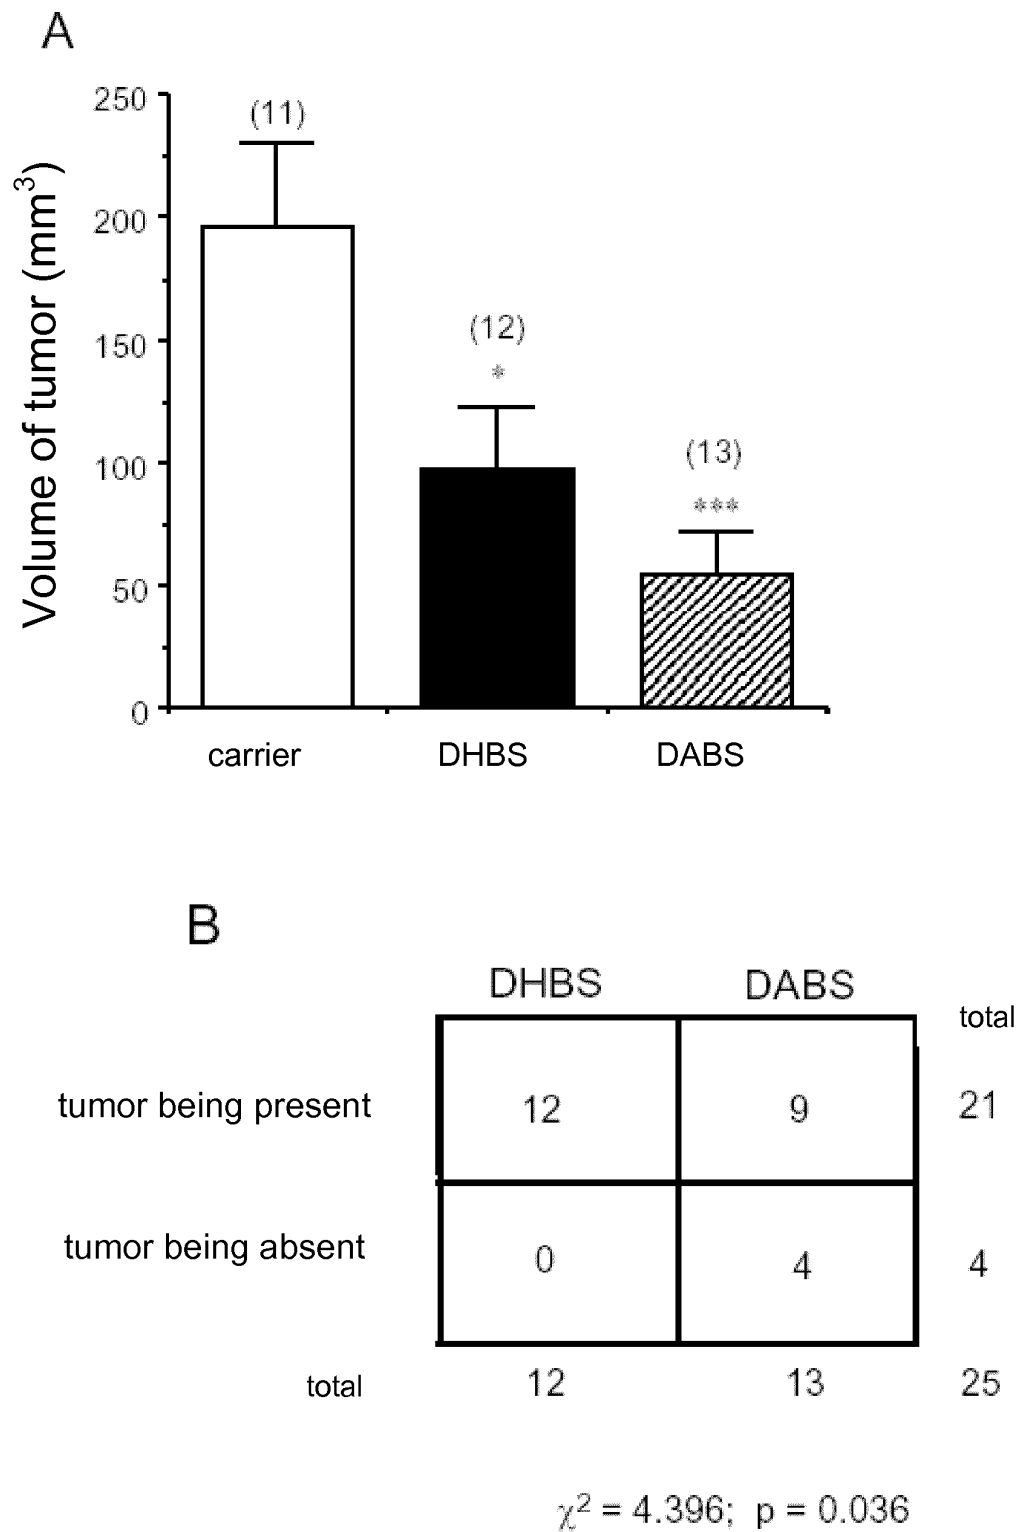 A
Volume of tumor (mm³)
250
200
150
100
50
0
(11)
(12)
*
(13)
***
carrier DHBS DABS
B
DHBS DABS total
tumor being present 12 9 21
tumor being absent 0 4 4
total 12 13 25
χ² = 4.396; p = 0.036